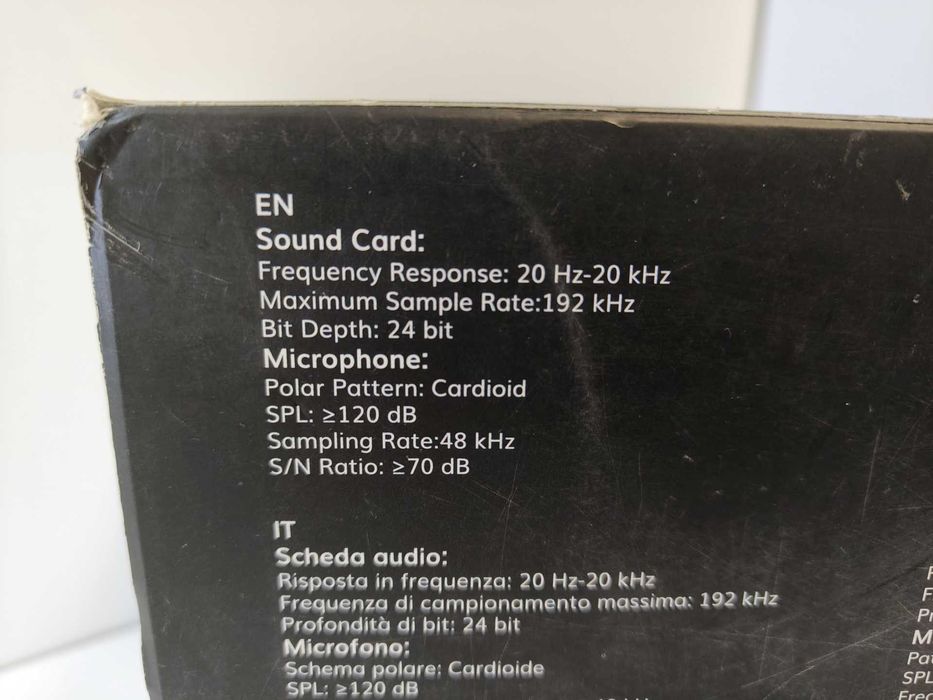 EN
Sound Card:
Frequency Response: 20 Hz-20 kHz
Maximum Sample Rate:192 kHz
Bit Depth: 24 bit
Microphone:
Polar Pattern: Cardioid
SPL: ≥120 dB
Sampling Rate:48 kHz
S/N Ratio: ≥70 dB
IT
Scheda audio:
Risposta in frequenza: 20 Hz-20 kHz
Frequenza di campionamento massima: 192 kHz
Profondità di bit: 24 bit
Microfono:
Schema polare: Cardioide
SPL: ≥120 dB
SPL